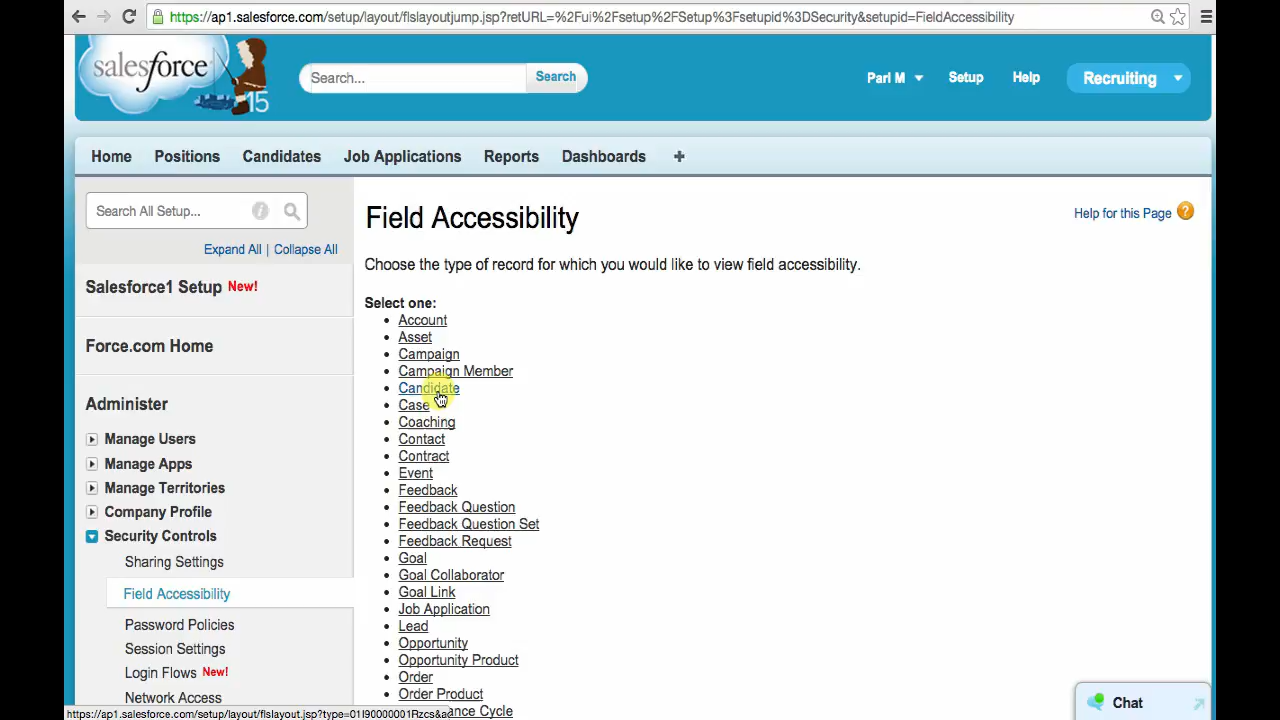 https://ap1.salesforce.com/setup/layout/flslayoutjump.jsp?retURL=%2Fui%2Fsetup%2FSetup%3Fsetupid%3DSecurity&setupid=FieldAccessibility
salesforce
15
Search...
Search
Parl M
Setup
Help
Recruiting
Home
Positions
Candidates
Job Applications
Reports
Dashboards
Search All Setup...
Expand All | Collapse All
Salesforce1 Setup New!
Force.com Home
Administer
Manage Users
Manage Apps
Manage Territories
Company Profile
Security Controls
Sharing Settings
Field Accessibility
Password Policies
Session Settings
Login Flows New!
Network Access
Field Accessibility
Help for this Page
Choose the type of record for which you would like to view field accessibility.
Select one:
Account
Asset
Campaign
Campaign Member
Candidate
Case
Coaching
Contact
Contract
Event
Feedback
Feedback Question
Feedback Question Set
Feedback Request
Goal
Goal Collaborator
Goal Link
Job Application
Lead
Opportunity
Opportunity Product
Order
Order Product
Cycle
Chat